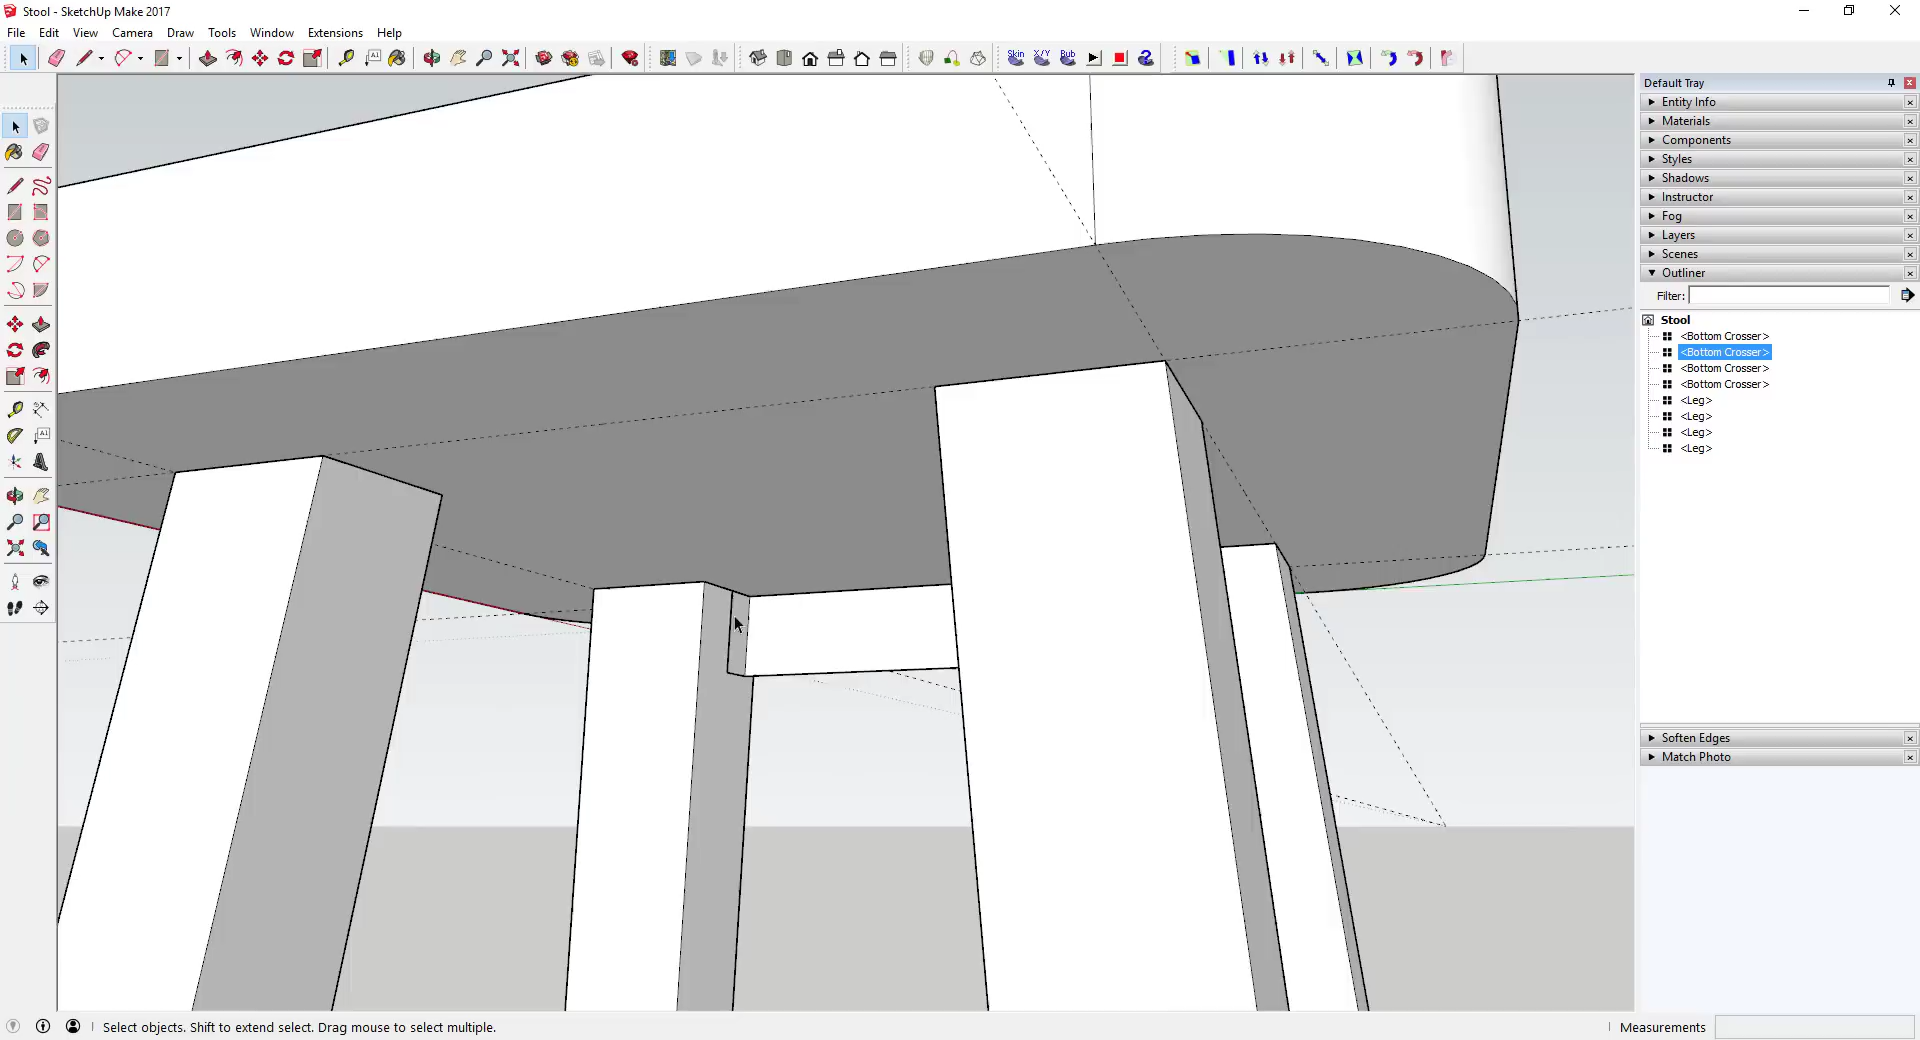 Stool - SketchUp Make 2017
File Edit View Camera Draw Tools Window Extensions Help
Skin X/Y Bub
Default Tray
Entity Info
Materials
Components
Styles
Shadows
Instructor
Fog
Layers
Scenes
Outliner
Filter:
Stool
<Bottom Crosser>
<Bottom Crosser>
<Bottom Crosser>
<Bottom Crosser>
<Leg>
<Leg>
<Leg>
<Leg>
Soften Edges
Match Photo
Select objects. Shift to extend select. Drag mouse to select multiple.
Measurements